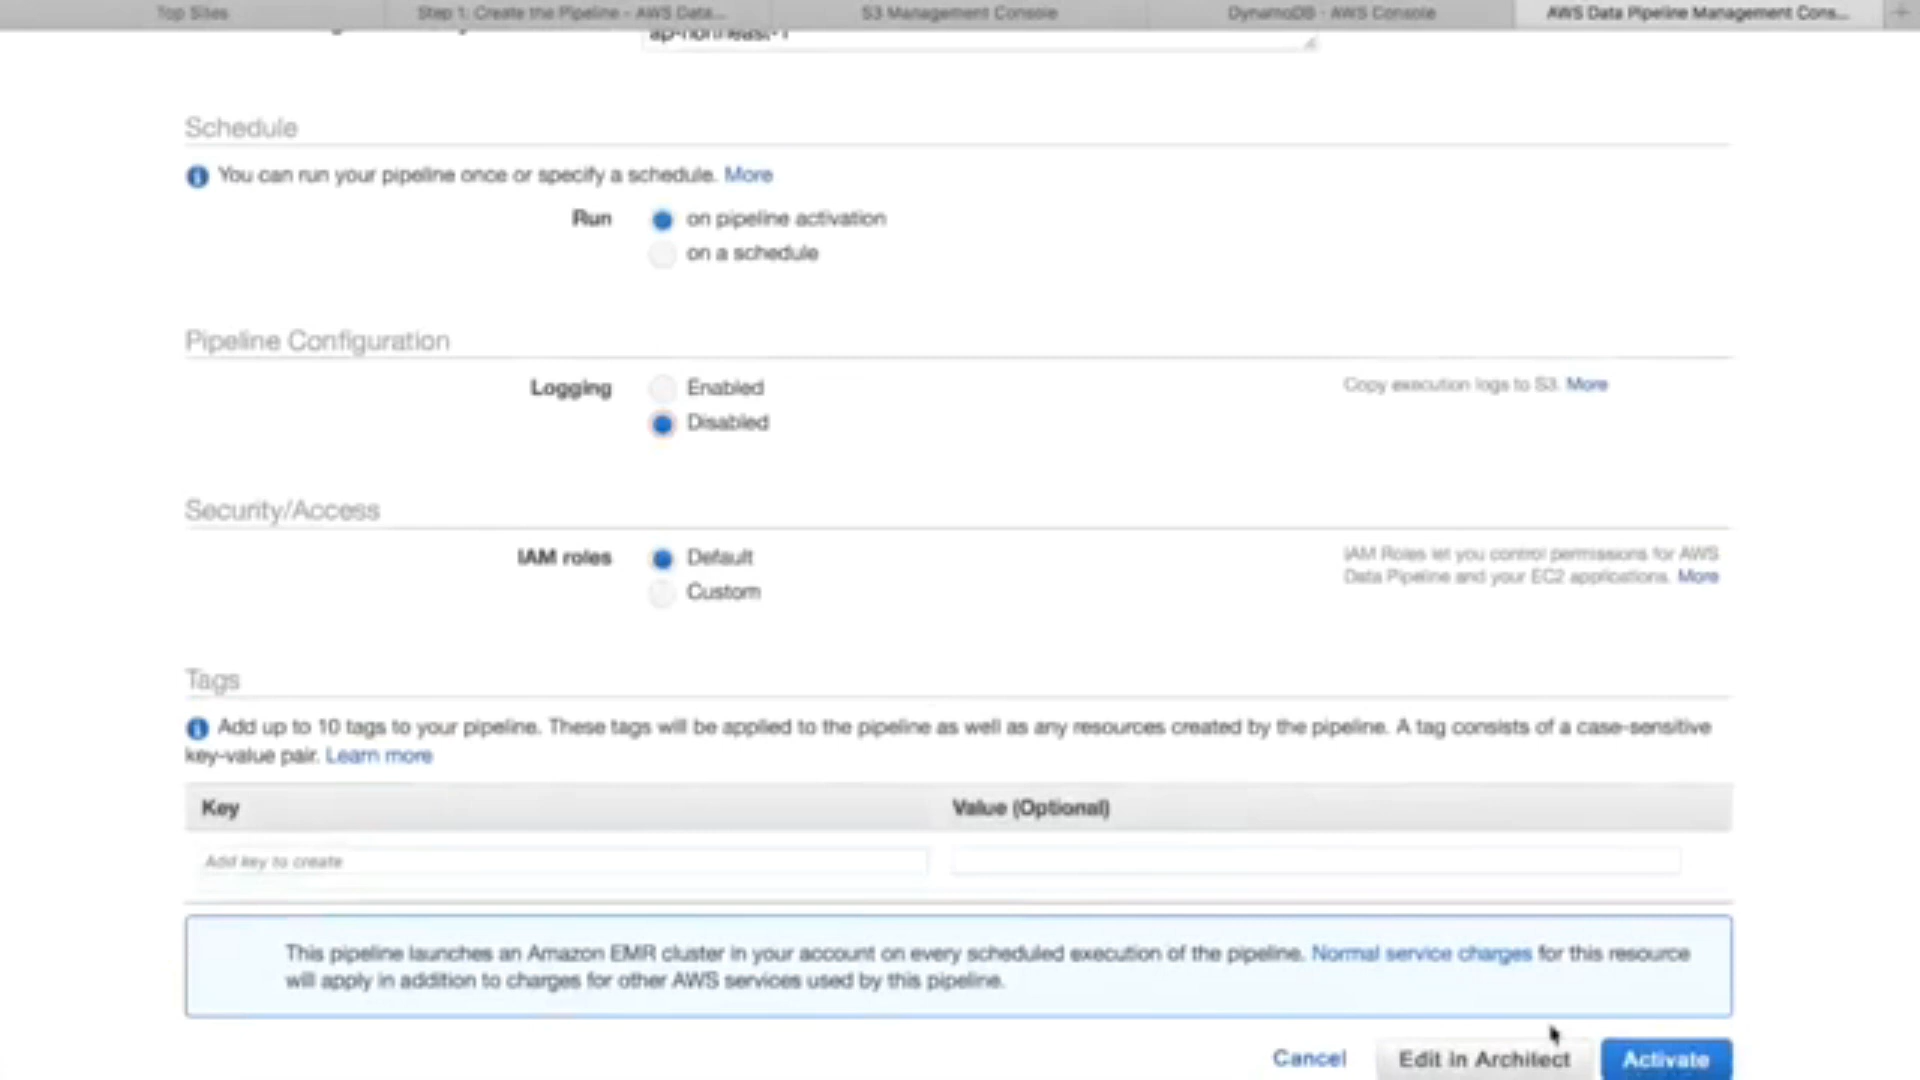 Top Sites
Step 1: Create the Pipeline - AWS Data...
S3 Management Console
DynamoDB - AWS Console
AWS Data Pipeline Management Cons...
ap-northeast-1
Schedule
You can run your pipeline once or specify a schedule. More
Run
on pipeline activation
on a schedule
Pipeline Configuration
Logging
Enabled
Copy execution logs to S3. More
Disabled
Security/Access
IAM roles
Default
Custom
IAM Roles let you control permissions for AWS
Data Pipeline and your EC2 applications. More
Tags
Add up to 10 tags to your pipeline. These tags will be applied to the pipeline as well as any resources created by the pipeline. A tag consists of a case-sensitive
key-value pair. Learn more
Key
Value (Optional)
Add key to create
This pipeline launches an Amazon EMR cluster in your account on every scheduled execution of the pipeline. Normal service charges for this resource
will apply in addition to charges for other AWS services used by this pipeline.
Cancel
Edit in Architect
Activate